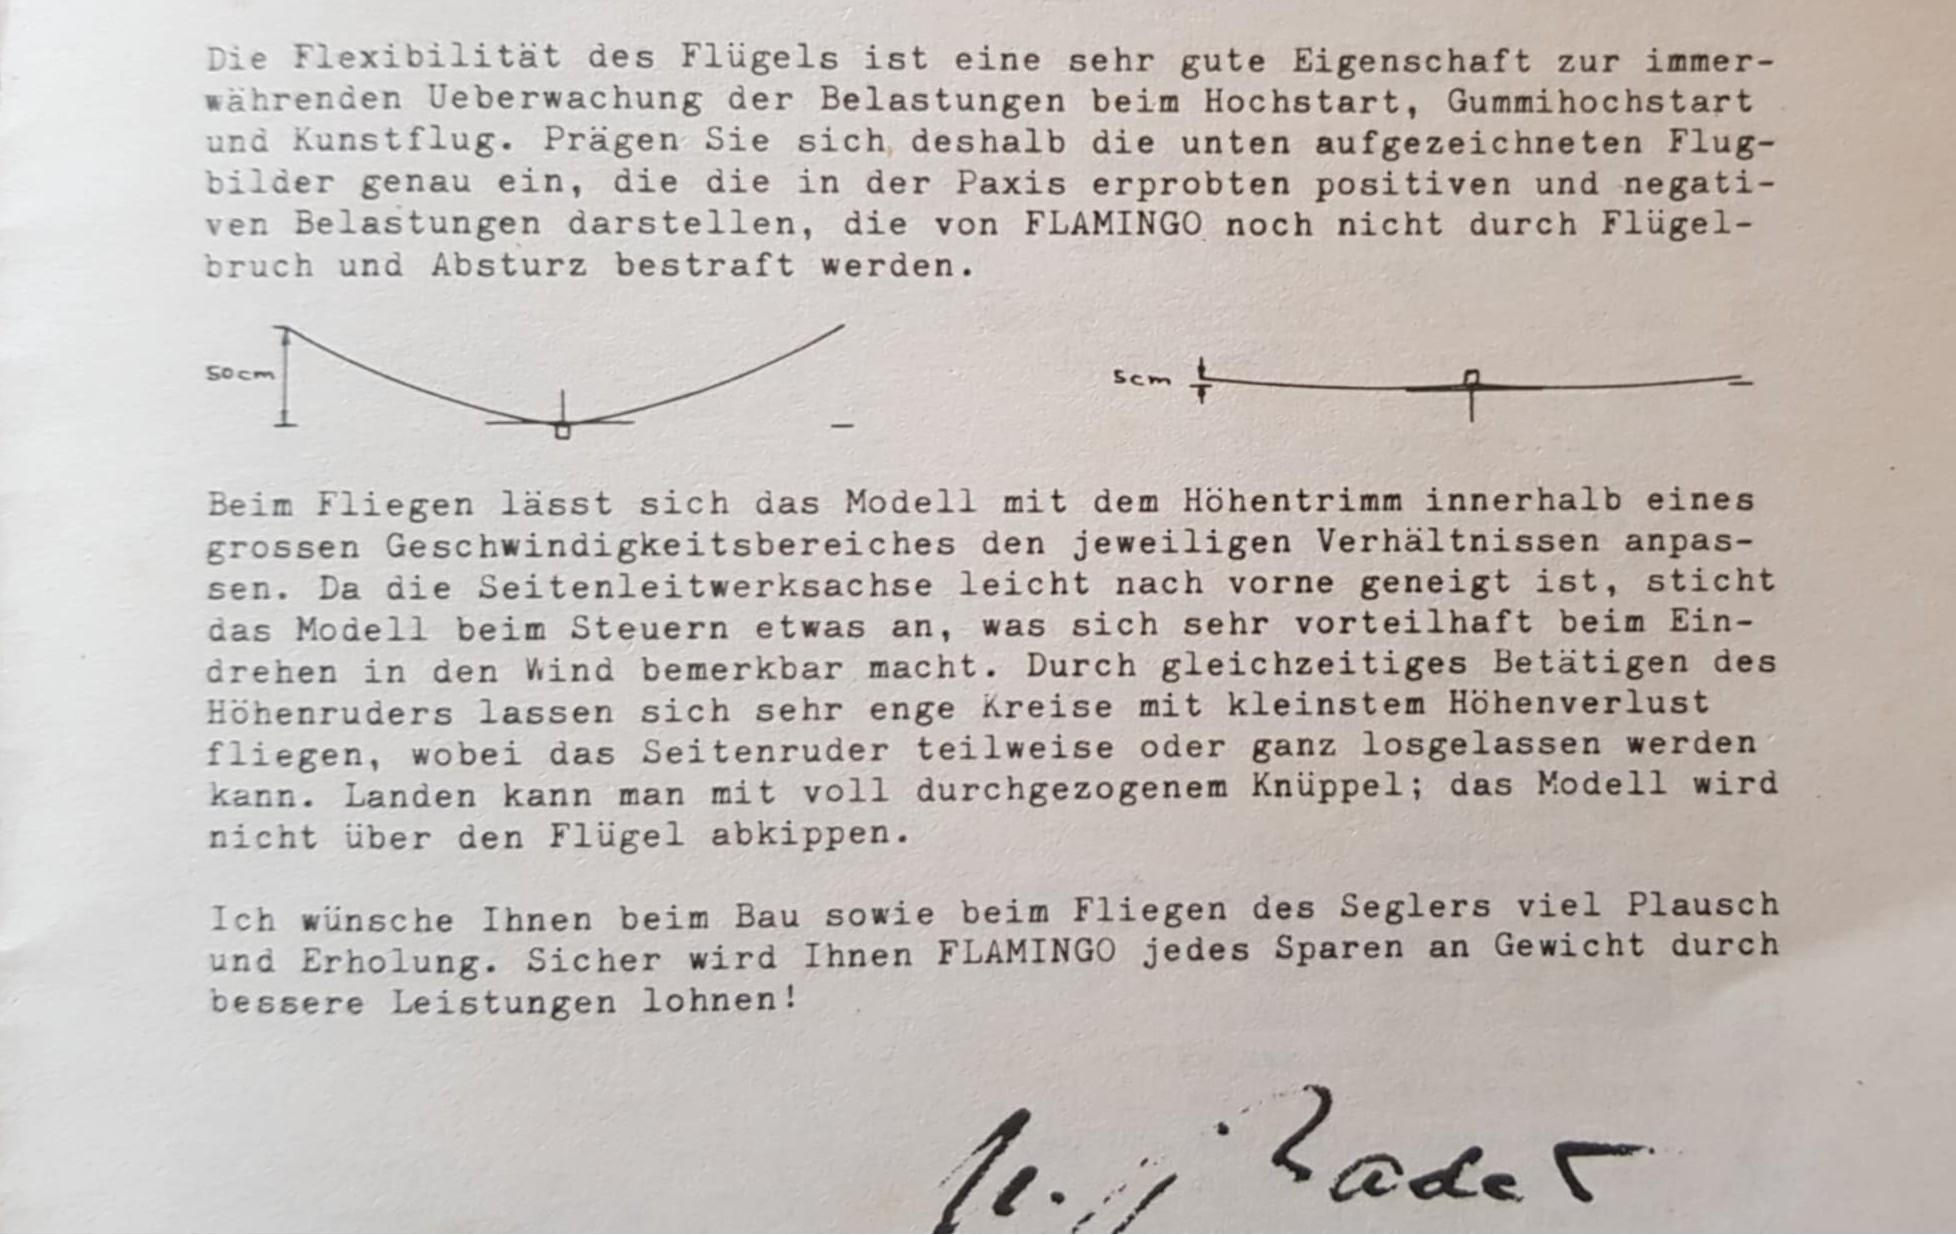 Die Flexibilität des Flügels ist eine sehr gute Eigenschaft zur immer-
währenden Ueberwachung der Belastungen beim Hochstart, Gummihochstart
und Kunstflug. Prägen Sie sich deshalb die unten aufgezeichneten Flug-
bilder genau ein, die die in der Paxis erprobten positiven und negati-
ven Belastungen darstellen, die von FLAMINGO noch nicht durch Flügel-
bruch und Absturz bestraft werden.
50cm
5cm
Beim Fliegen lässt sich das Modell mit dem Höhentrimm innerhalb eines
grossen Geschwindigkeitsbereiches den jeweiligen Verhältnissen anpas-
sen. Da die Seitenleitwerksachse leicht nach vorne geneigt ist, sticht
das Modell beim Steuern etwas an, was sich sehr vorteilhaft beim Ein-
drehen in den Wind bemerkbar macht. Durch gleichzeitiges Betätigen des
Höhenruders lassen sich sehr enge Kreise mit kleinstem Höhenverlust
fliegen, wobei das Seitenruder teilweise oder ganz losgelassen werden
kann. Landen kann man mit voll durchgezogenem Knüppel; das Modell wird
nicht über den Flügel abkippen.
Ich wünsche Ihnen beim Bau sowie beim Fliegen des Seglers viel Plausch
und Erholung. Sicher wird Ihnen FLAMINGO jedes Sparen an Gewicht durch
bessere Leistungen lohnen!